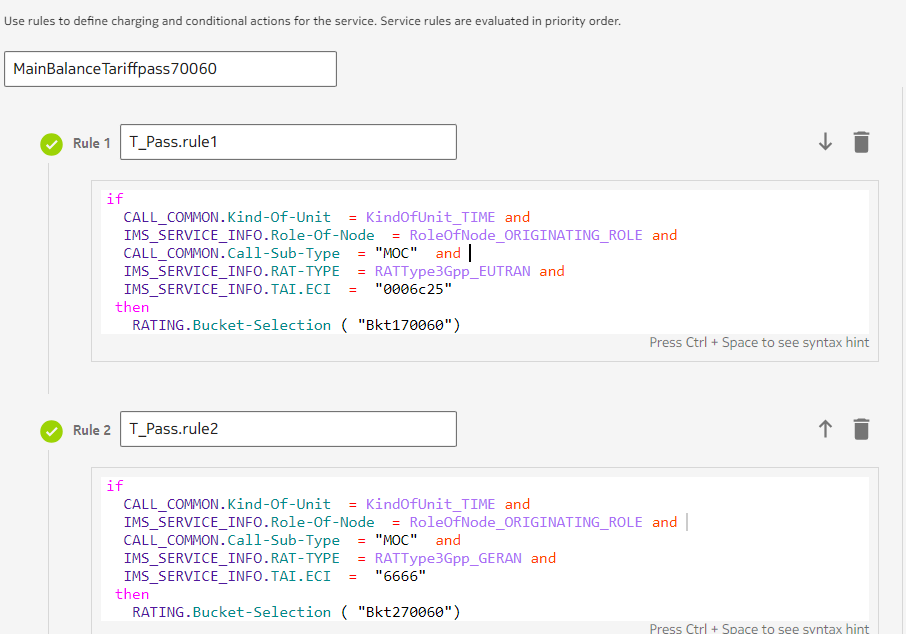 Use rules to define charging and conditional actions for the service. Service rules are evaluated in priority order.
MainBalanceTariffpass70060
Rule 1 T_Pass.rule1
if
CALL_COMMON.Kind-Of-Unit = KindOfUnit_TIME and
IMS_SERVICE_INFO.Role-Of-Node = RoleOfNode_ORIGINATING_ROLE and
CALL_COMMON.Call-Sub-Type = "MOC" and
IMS_SERVICE_INFO.RAT-TYPE = RATType3Gpp_EUTRAN and
IMS_SERVICE_INFO.TAI.ECI = "0006c25"
then
RATING.Bucket-Selection ( "Bkt170060")
Press Ctrl + Space to see syntax hint
Rule 2 T_Pass.rule2
if
CALL_COMMON.Kind-Of-Unit = KindOfUnit_TIME and
IMS_SERVICE_INFO.Role-Of-Node = RoleOfNode_ORIGINATING_ROLE and
CALL_COMMON.Call-Sub-Type = "MOC" and
IMS_SERVICE_INFO.RAT-TYPE = RATType3Gpp_GERAN and
IMS_SERVICE_INFO.TAI.ECI = "6666"
then
RATING.Bucket-Selection ( "Bkt270060")
Press Ctrl + Space to see syntax hint